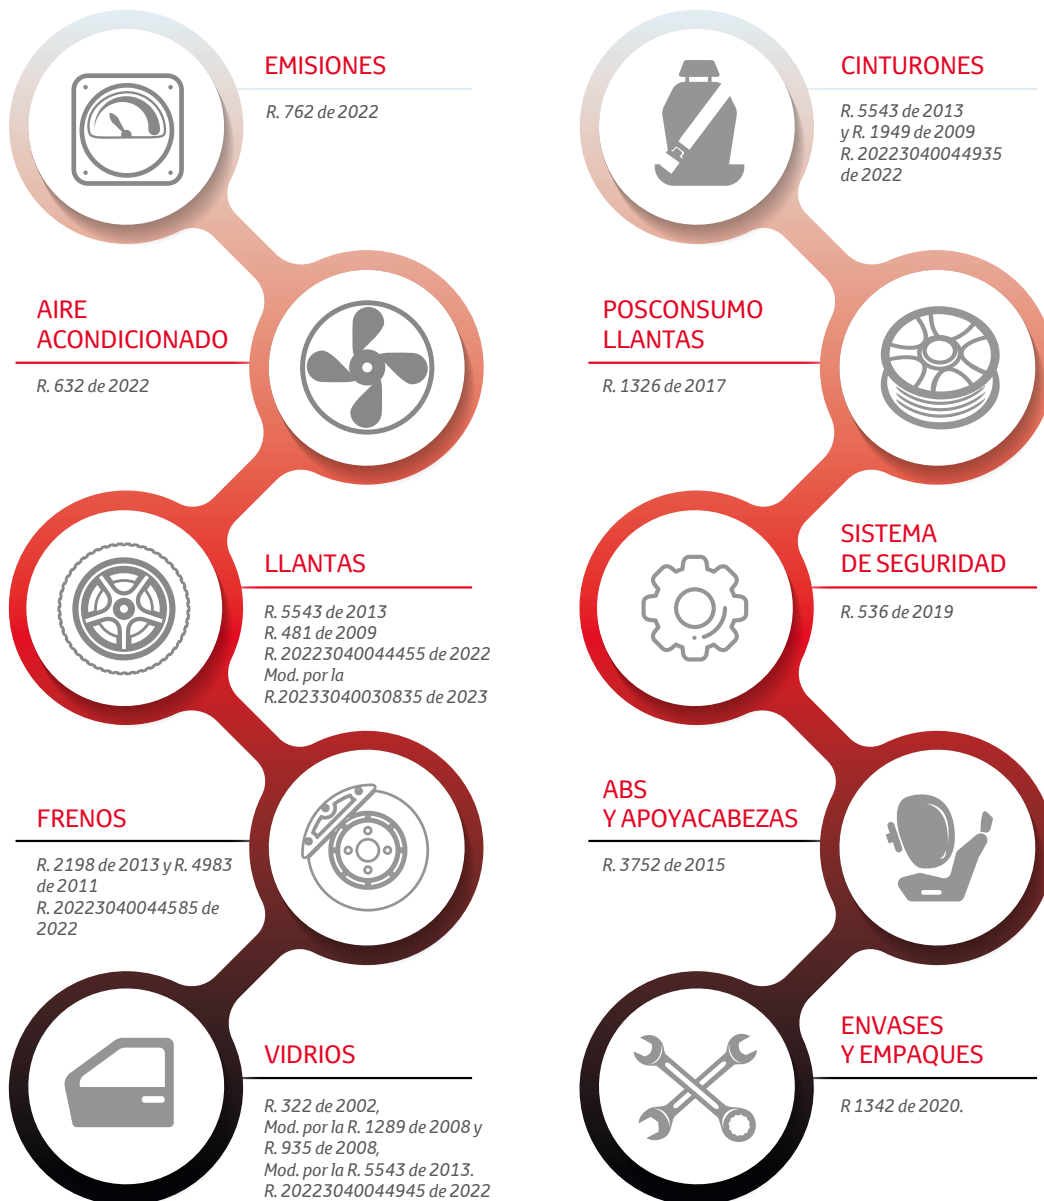 EMISIONES
R. 762 de 2022
AIRE
ACONDICIONADO
R. 632 de 2022
LLANTAS
R. 5543 de 2013
R. 481 de 2009
R. 20223040044455 de 2022
Mod. por la
R.20233040030835 de 2023
FRENOS
R. 2198 de 2013 y R. 4983
de 2011
R. 20223040044585 de
2022
VIDRIOS
R. 322 de 2002,
Mod. por la R. 1289 de 2008 y
R. 935 de 2008,
Mod. por la R. 5543 de 2013.
R. 20223040044945 de 2022
CINTURONES
R. 5543 de 2013
y R. 1949 de 2009
R. 20223040044935
de 2022
POSCONSUMO
LLANTAS
R. 1326 de 2017
SISTEMA
DE SEGURIDAD
R. 536 de 2019
ABS
Y APOYACABEZAS
R. 3752 de 2015
ENVASES
Y EMPAQUES
R 1342 de 2020.